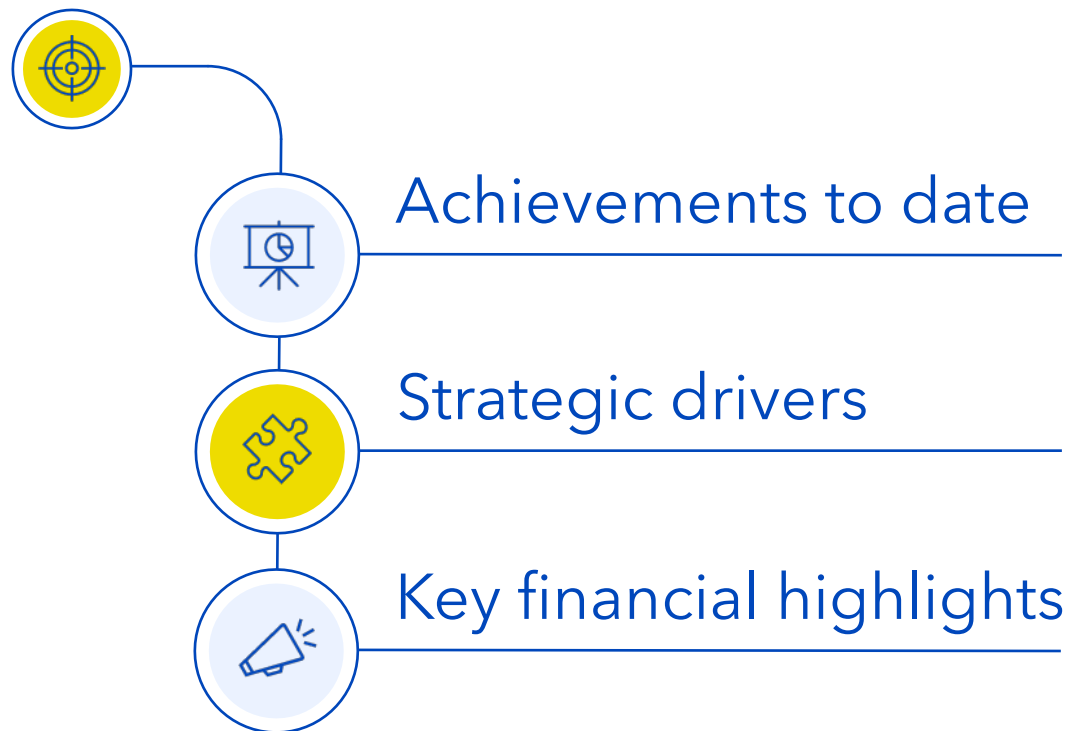 Achievements to date
Strategic drivers
Key financial highlights